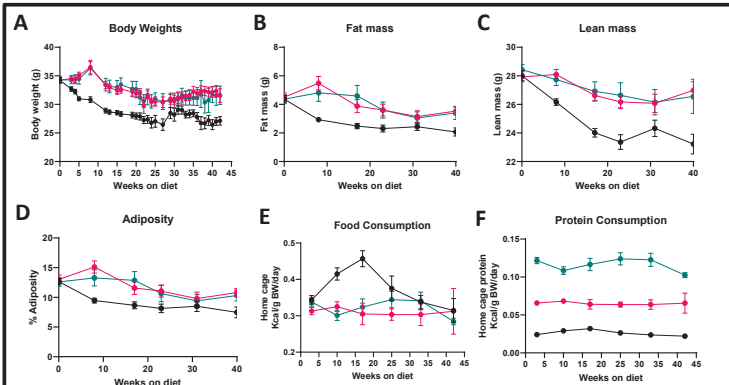 A
Body Weights
Body weight (g)
40
35
30
25
20
15
0 5 10 15 20 25 30 35 40 45
Weeks on diet
B
Fat mass
Fat mass (g)
8
6
4
2
0
0 10 20 30 40
Weeks on diet
C
Lean mass
Lean mass (g)
30
28
26
24
22
0 10 20 30 40
Weeks on diet
D
Adiposity
% Adiposity
20
15
10
5
0
0 10 20 30 40
Weeks on diet
E
Food Consumption
Home cage
Kcal/g BW/day
0.5
0.4
0.3
0.2
0 5 10 15 20 25 30 35 40 45
Weeks on diet
F
Protein Consumption
Home cage protein
Kcal/g BW/day
0.15
0.10
0.05
0.00
0 5 10 15 20 25 30 35 40 45
Weeks on diet